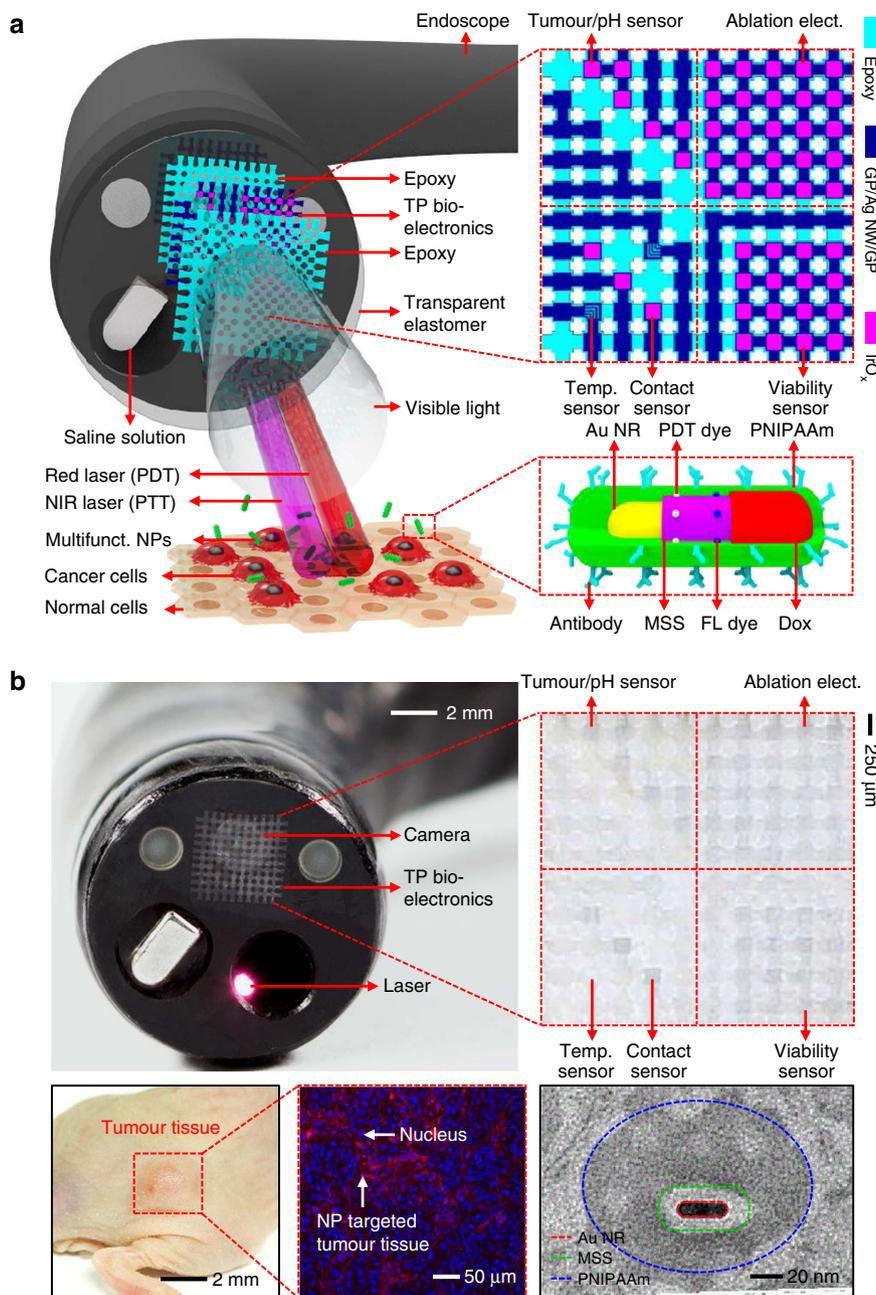 a
Endoscope
Tumour/pH sensor
Ablation elect.
Epoxy
GP/Ag NW/GP
IrOx
Epoxy
TP bio-
electronics
Epoxy
Transparent
elastomer
Visible light
Saline solution
Red laser (PDT)
NIR laser (PTT)
Multifunct. NPs
Cancer cells
Normal cells
Temp.
sensor
Contact
sensor
Viability
sensor
Au NR
PDT dye
PNIPAAm
Antibody
MSS
FL dye
Dox
b
2 mm
Camera
TP bio-
electronics
Laser
Tumour/pH sensor
Ablation elect.
250 μm
Temp.
sensor
Contact
sensor
Viability
sensor
Tumour tissue
2 mm
Nucleus
NP targeted
tumour tissue
50 μm
Au NR
MSS
PNIPAAm
20 nm